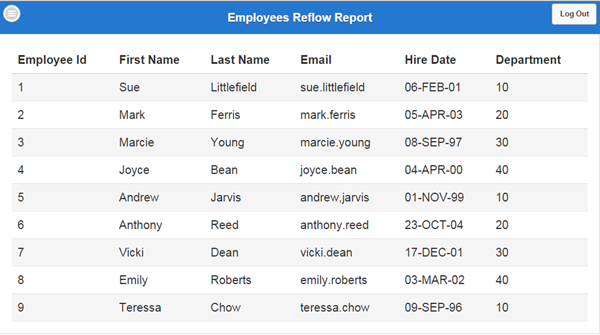 Employees Reflow Report
Log Out
Employee Id First Name Last Name Email Hire Date Department
1 Sue Littlefield sue.littlefield 06-FEB-01 10
2 Mark Ferris mark.ferris 05-APR-03 20
3 Marcie Young marcie.young 08-SEP-97 30
4 Joyce Bean joyce.bean 04-APR-00 40
5 Andrew Jarvis andrew,jarvis 01-NOV-99 10
6 Anthony Reed anthony.reed 23-OCT-04 20
7 Vicki Dean vicki.dean 17-DEC-01 30
8 Emily Roberts emily.roberts 03-MAR-02 40
9 Teressa Chow teressa.chow 09-SEP-96 10